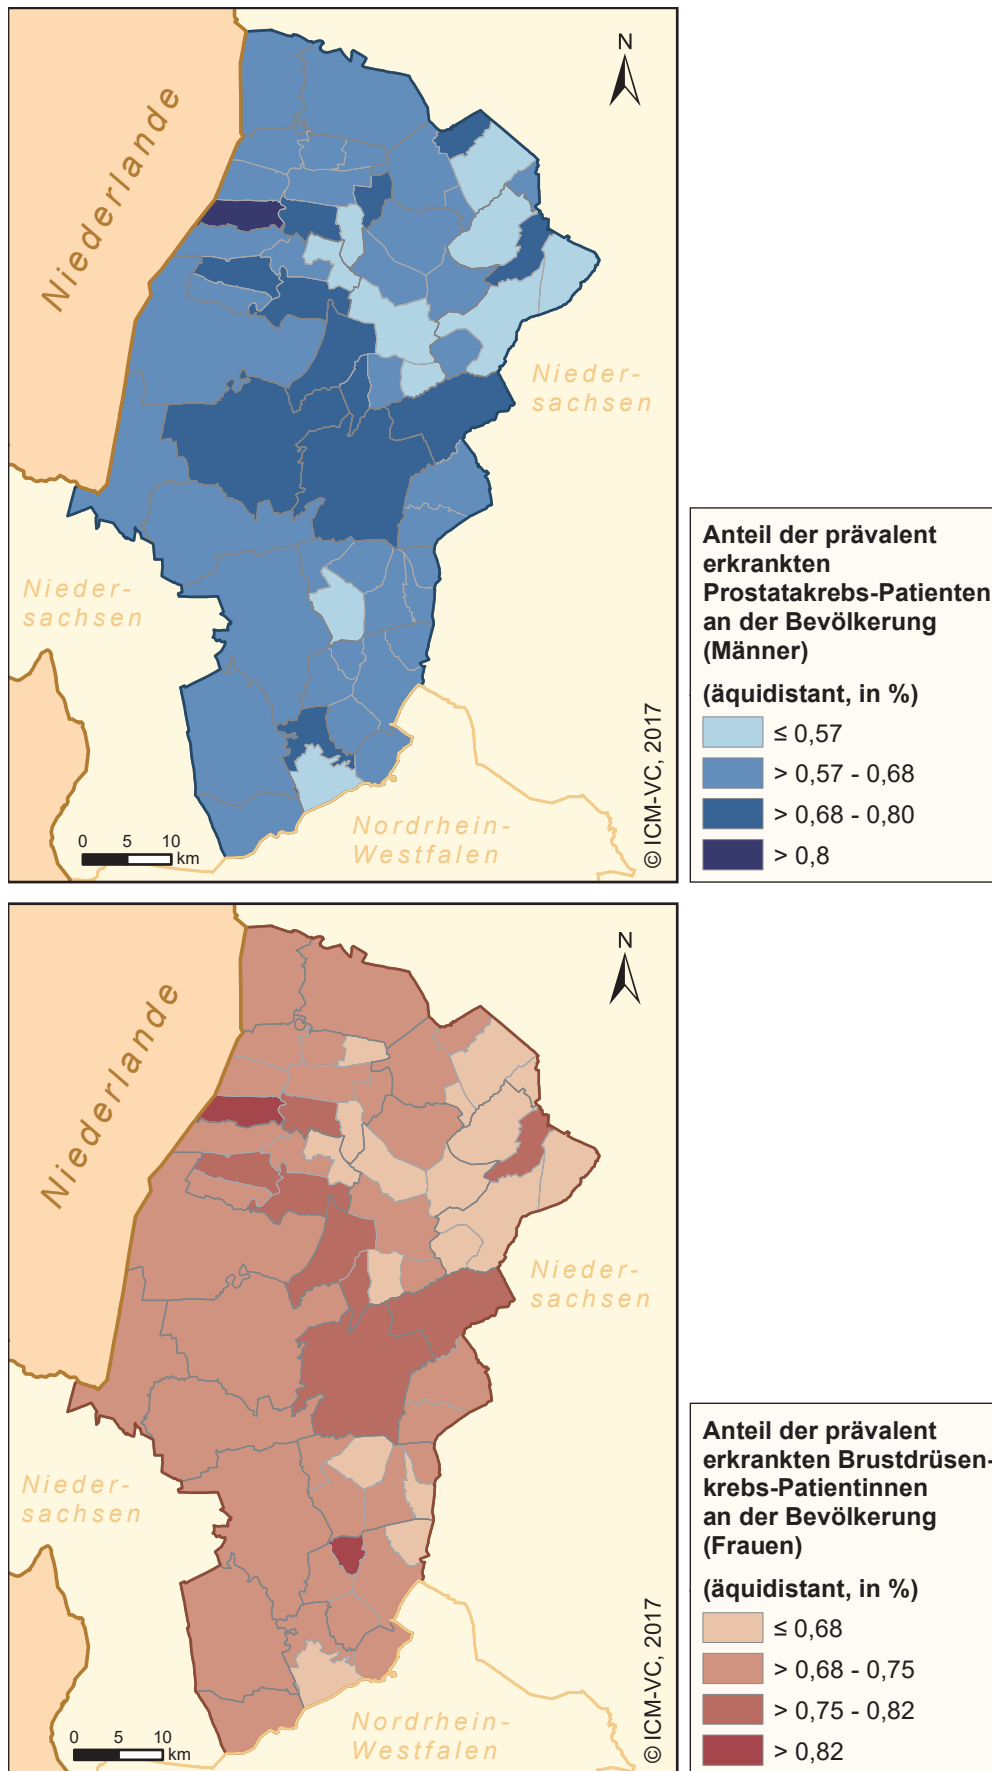 N
Niederlande
Nieder-
sachsen
Nieder-
sachsen
Nordrhein-
Westfalen
0 5 10
km
© ICM-VC, 2017
Anteil der prävalent
erkrankten
Prostatakrebs-Patienten
an der Bevölkerung
(Männer)
(äquidistant, in %)
≤ 0,57
> 0,57 - 0,68
> 0,68 - 0,80
> 0,8
N
Niederlande
Nieder-
sachsen
Nieder-
sachsen
Nordrhein-
Westfalen
0 5 10
km
© ICM-VC, 2017
Anteil der prävalent
erkrankten Brustdrüsen-
krebs-Patientinnen
an der Bevölkerung
(Frauen)
(äquidistant, in %)
≤ 0,68
> 0,68 - 0,75
> 0,75 - 0,82
> 0,82